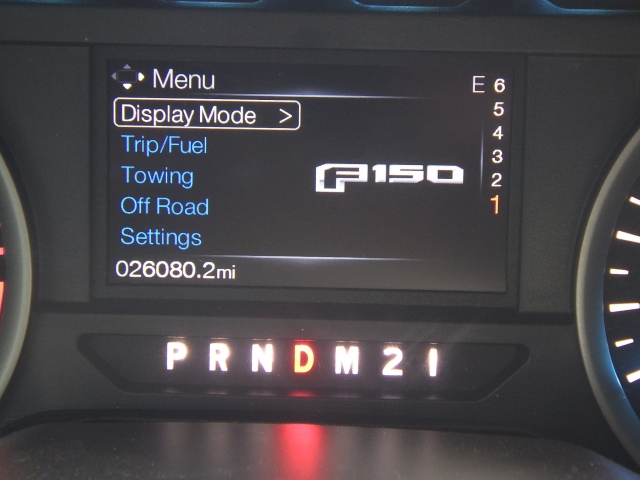 Menu
Display Mode >
Trip/Fuel
Towing
Off Road
Settings
026080.2mi
F150
E 6
5
4
3
2
1
P R N D M 2 1